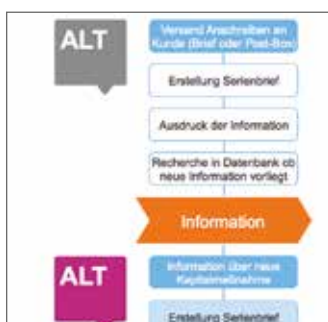 ALT
Versand Anschreiben an
Kunde (Brief oder Post-Box)
Erstellung Serienbrief
Ausdruck der Information
Recherche in Datenbank ob
neue Information vorliegt
Information
ALT
Information über neue
Kapitalmaßnahme
Erstellung Serienbrief